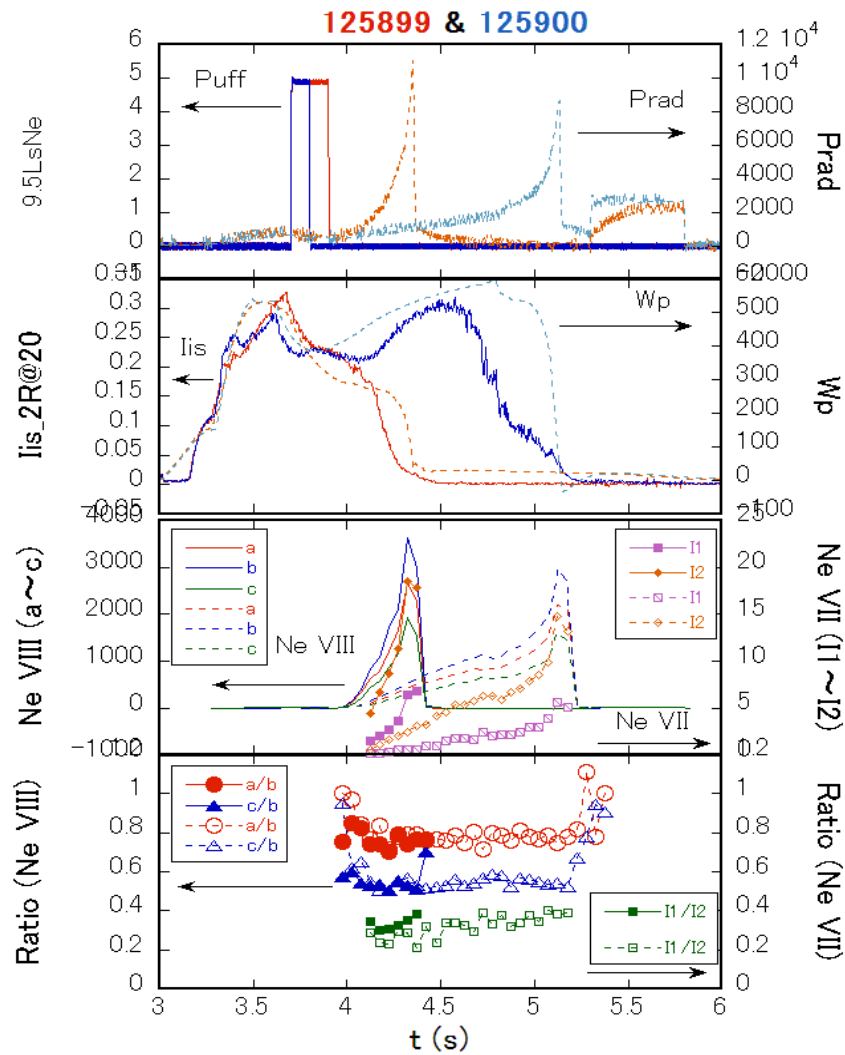 125899 & 125900
6
5
4
3
2
1
0
-1
9.5LsNe
Puff
Prad
1.2 10⁴
1 10⁴
8000
6000
4000
2000
0
-2000
Prad
0.35
0.3
0.25
0.2
0.15
0.1
0.05
0
-0.05
Iis_2R@20
Iis
Wp
600
500
400
300
200
100
0
-100
Wp
4000
3000
2000
1000
0
-1000
Ne VIII (a～c)
a
b
c
a
b
c
Ne VIII
I1
I2
I1
I2
Ne VII
25
20
15
10
5
0
Ne VII (I1～I2)
1.2
1
0.8
0.6
0.4
0.2
0
Ratio (Ne VIII)
a/b
c/b
a/b
c/b
I1/I2
I1/I2
1.2
1
0.8
0.6
0.4
0.2
0
Ratio (Ne VII)
3 3.5 4 4.5 5 5.5 6
t (s)